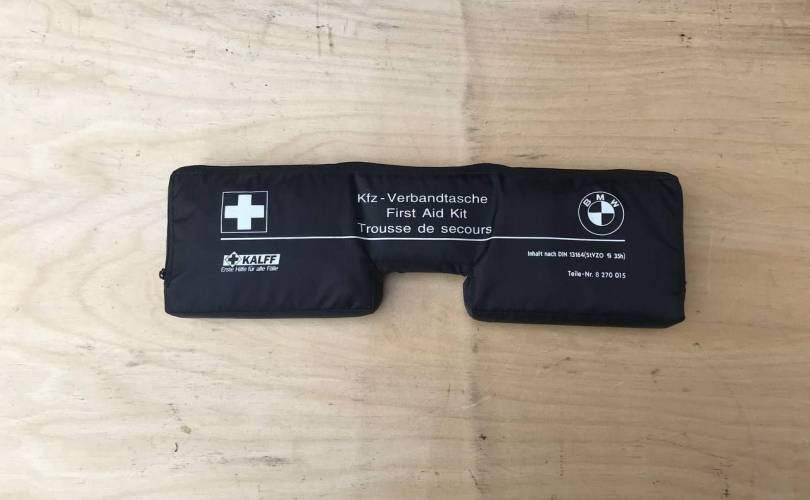 Kfz-Verbandtasche
First Aid Kit
Trousse de secours
KALFF
Erste Hilfe für alle Fälle
BMW
Inhalt nach DIN 13164(StVZO § 35h)
Teile-Nr. 8 270 015